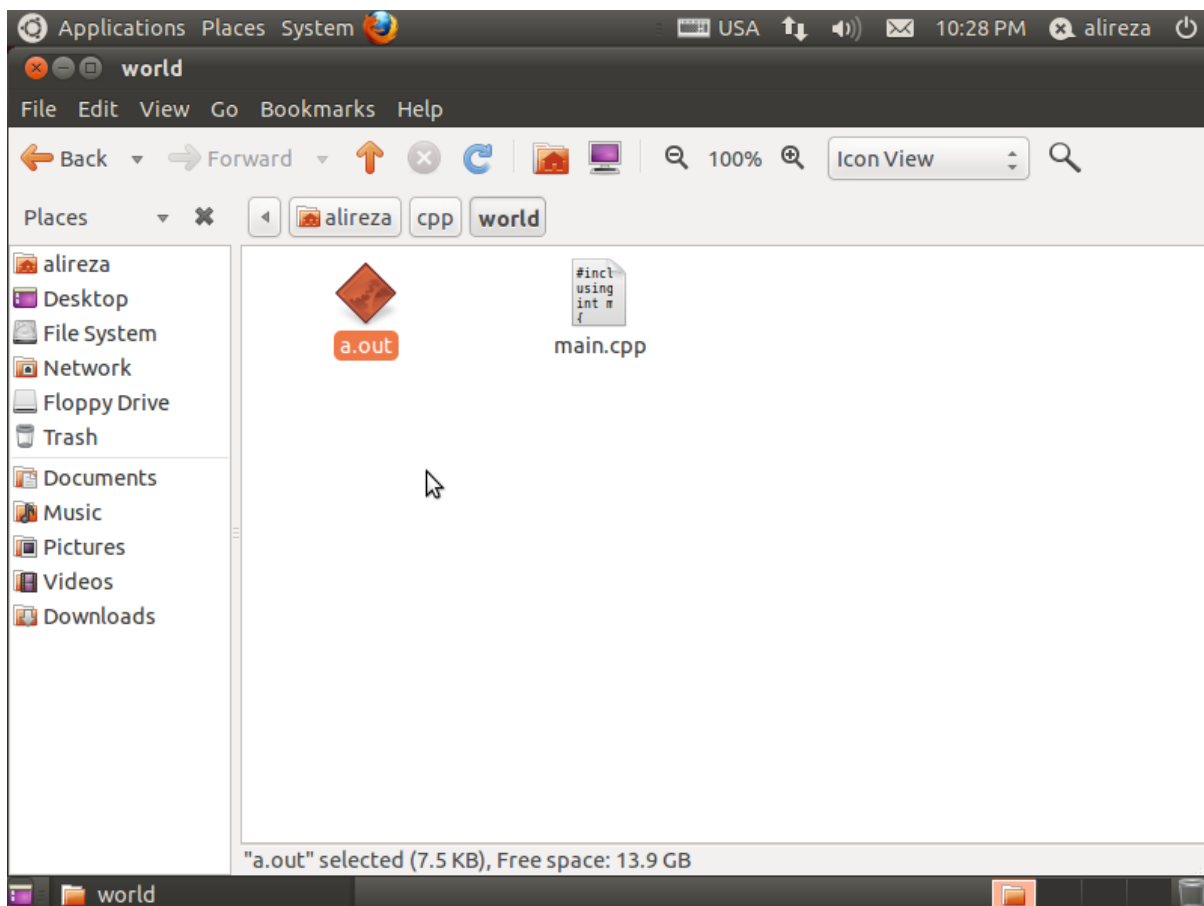 Applications Places System USA 10:28 PM alireza
world
File Edit View Go Bookmarks Help
Back Forward 100% Icon View
Places alireza cpp world
alireza
Desktop
File System
Network
Floppy Drive
Trash
Documents
Music
Pictures
Videos
Downloads
#incl
using
int m
{
a.out main.cpp
"a.out" selected (7.5 KB), Free space: 13.9 GB
world